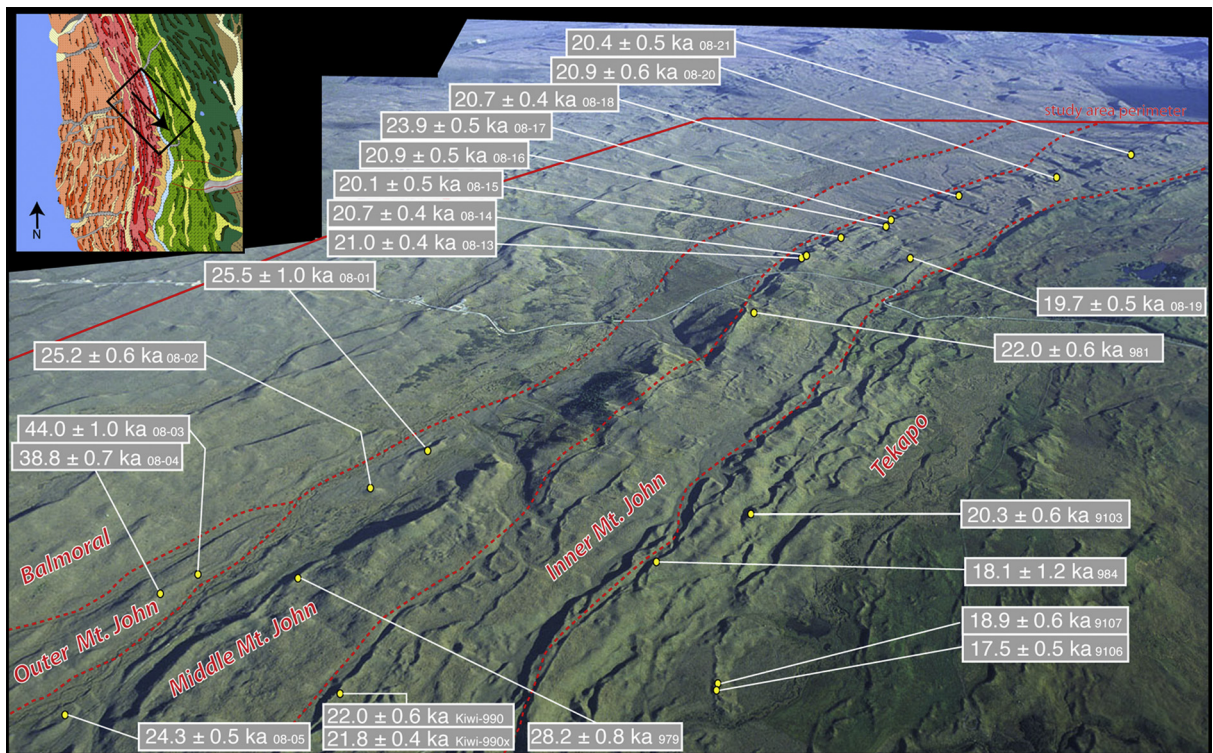 N
20.4 ± 0.5 ka 08-21
20.9 ± 0.6 ka 08-20
20.7 ± 0.4 ka 08-18
23.9 ± 0.5 ka 08-17
20.9 ± 0.5 ka 08-16
20.1 ± 0.5 ka 08-15
20.7 ± 0.4 ka 08-14
21.0 ± 0.4 ka 08-13
study area perimeter
25.5 ± 1.0 ka 08-01
19.7 ± 0.5 ka 08-19
22.0 ± 0.6 ka 981
25.2 ± 0.6 ka 08-02
44.0 ± 1.0 ka 08-03
38.8 ± 0.7 ka 08-04
Balmoral
Outer Mt. John
Middle Mt. John
Inner Mt. John
Tekapo
20.3 ± 0.6 ka 9103
18.1 ± 1.2 ka 984
18.9 ± 0.6 ka 9107
17.5 ± 0.5 ka 9106
24.3 ± 0.5 ka 08-05
22.0 ± 0.6 ka Kiwi-990
21.8 ± 0.4 ka Kiwi-990x
28.2 ± 0.8 ka 979